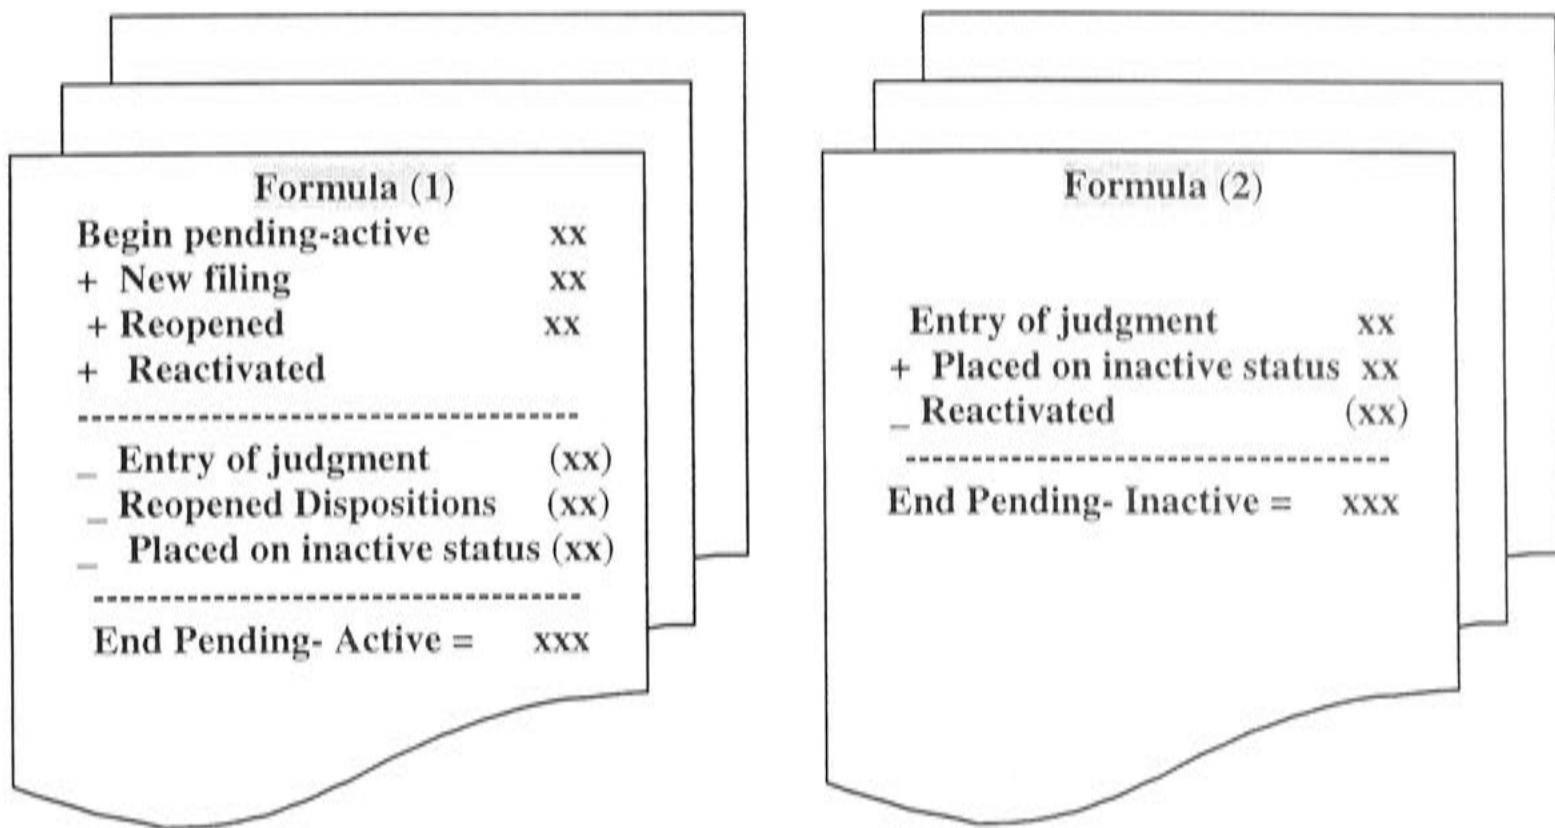 Formula (1)
Begin pending-active xx
+ New filing xx
+ Reopened xx
+ Reactivated
-----------------------------------
_ Entry of judgment (xx)
_ Reopened Dispositions (xx)
_ Placed on inactive status (xx)
-----------------------------------
End Pending- Active = xxx
Formula (2)
Entry of judgment xx
+ Placed on inactive status xx
_ Reactivated (xx)
-----------------------------------
End Pending- Inactive = xxx